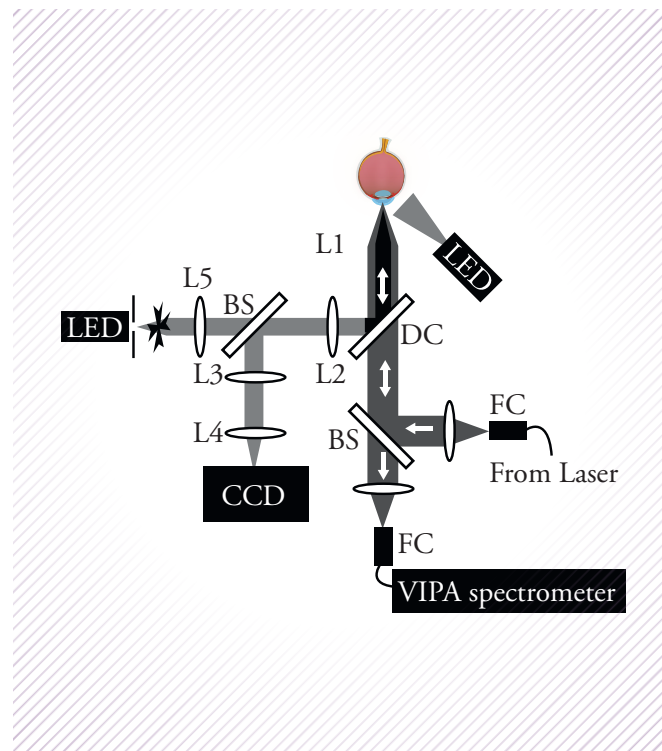 L1
LED
L5
BS
LED
DC
L3
L2
L4
BS
FC
From Laser
CCD
FC
VIPA spectrometer